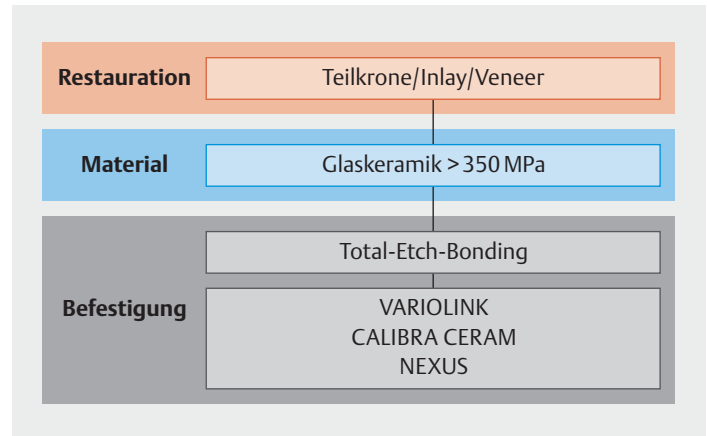 Restauration
Teilkrone/Inlay/Veneer
Material
Glaskeramik > 350 MPa
Befestigung
Total-Etch-Bonding
VARIOLINK
CALIBRA CERAM
NEXUS